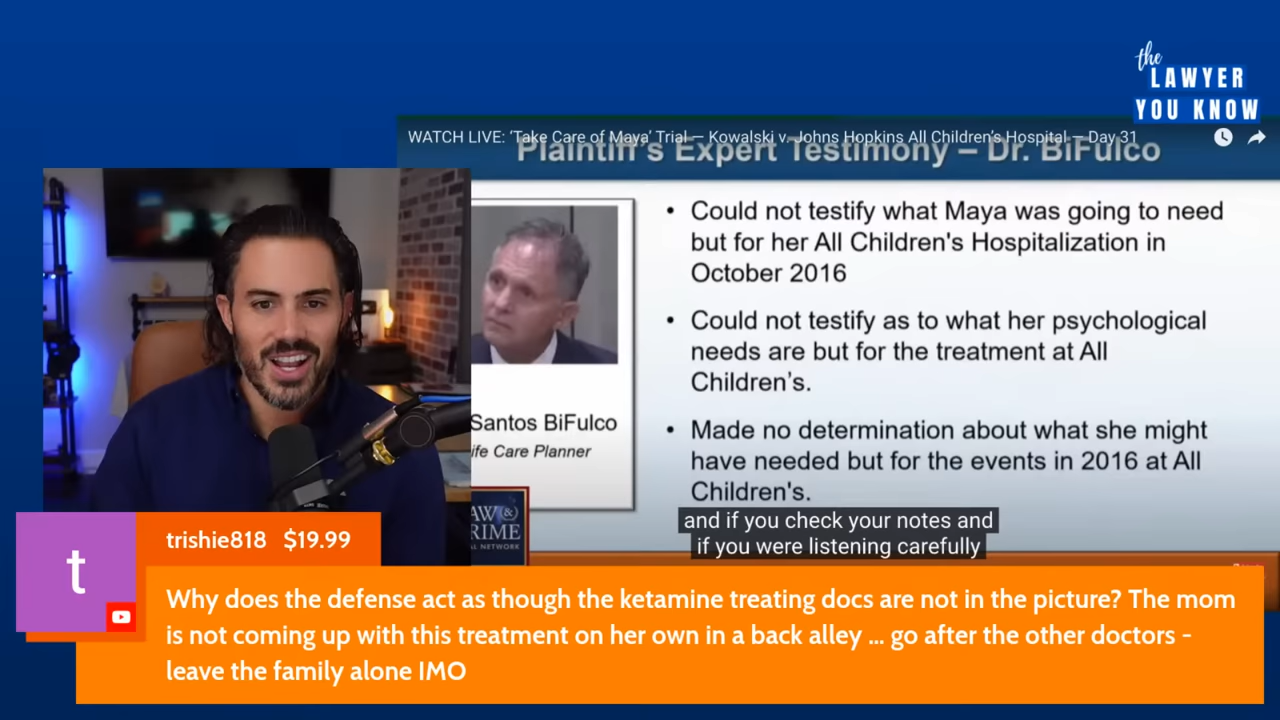 the
LAWYER
YOU KNOW
WATCH LIVE: ‘Take Care of Maya’ Trial — Kowalski v. Johns Hopkins All Children’s Hospital — Day 31
Plaintiff's Expert Testimony – Dr. BiFulco
• Could not testify what Maya was going to need
but for her All Children's Hospitalization in
October 2016
• Could not testify as to what her psychological
needs are but for the treatment at All
Children’s.
• Made no determination about what she might
have needed but for the events in 2016 at All
Children's.
Santos BiFulco
ife Care Planner
AW &
RIME
AL NETWORK
and if you check your notes and
if you were listening carefully
t
trishie818 $19.99
Why does the defense act as though the ketamine treating docs are not in the picture? The mom
is not coming up with this treatment on her own in a back alley ... go after the other doctors -
leave the family alone IMO